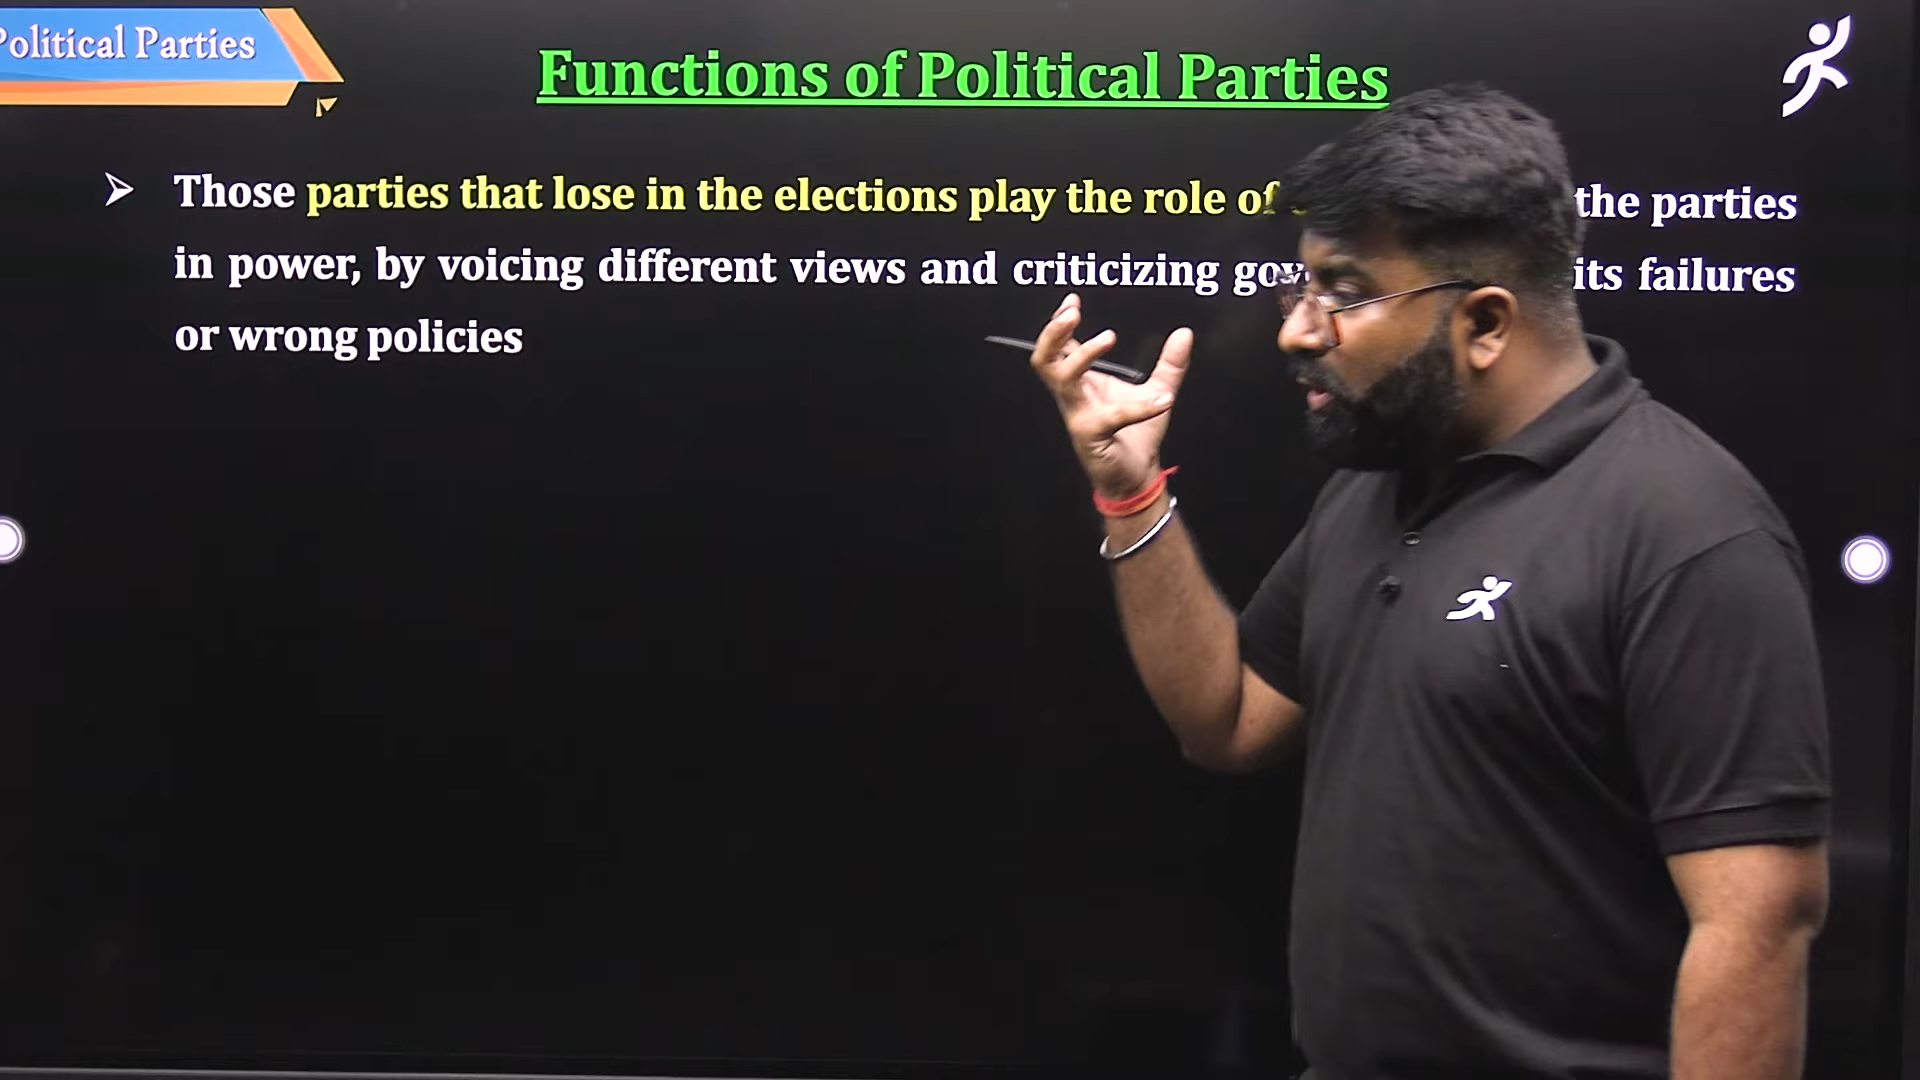 Political Parties
Functions of Political Parties
Those parties that lose in the elections play the role of the parties
in power, by voicing different views and criticizing its failures
or wrong policies